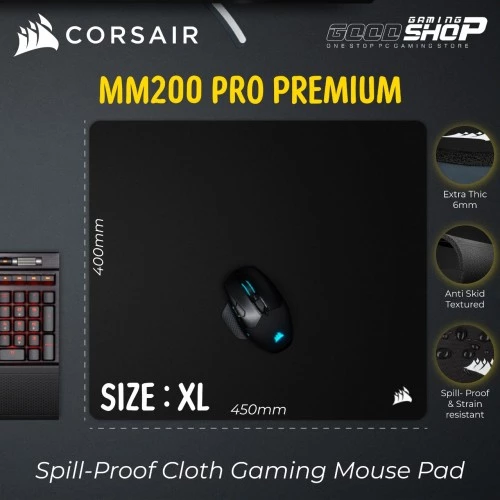 CORSAIR
GAMING
GOOD SHOP
ONE STOP PC GAMING STORE
MM200 PRO PREMIUM
400mm
Extra Thic
6mm
Anti Skid
Textured
Spill- Proof
& Strain
resistant
SIZE : XL
450mm
Spill-Proof Cloth Gaming Mouse Pad